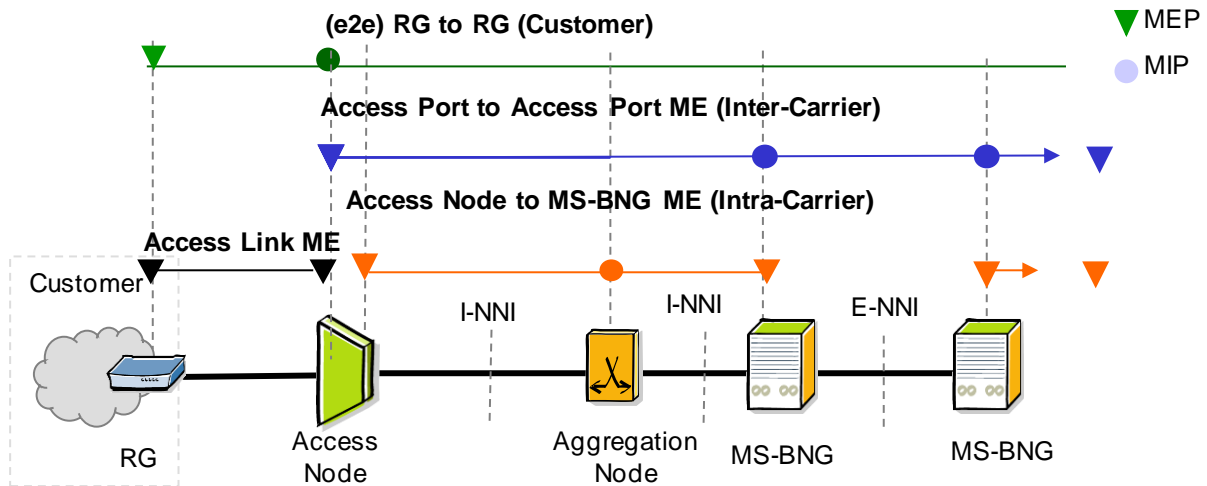 (e2e) RG to RG (Customer)
MEP
MIP
Access Port to Access Port ME (Inter-Carrier)
Access Node to MS-BNG ME (Intra-Carrier)
Access Link ME
Customer
I-NNI
I-NNI
E-NNI
RG
Access
Node
Aggregation
Node
MS-BNG
MS-BNG